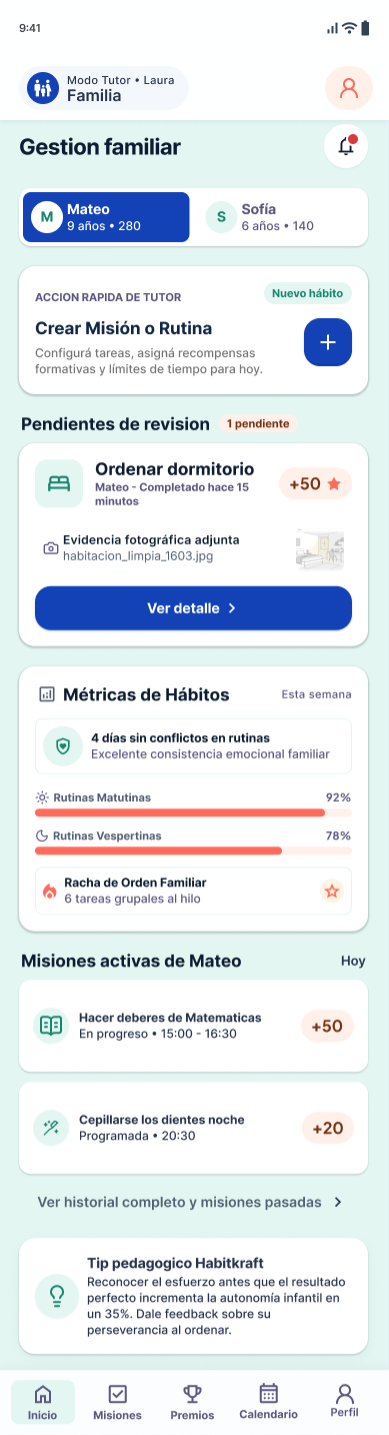 9:41
Modo Tutor • Laura
Familia
Gestion familiar
M
Mateo
9 años • 280
S
Sofía
6 años • 140
ACCION RAPIDA DE TUTOR
Nuevo hábito
Crear Misión o Rutina
Configurá tareas, asigná recompensas
formativas y límites de tiempo para hoy.
Pendientes de revision
1 pendiente
Ordenar dormitorio
Mateo - Completado hace 15
minutos
+50
Evidencia fotográfica adjunta
habitacion_limpia_1603.jpg
Ver detalle
Métricas de Hábitos
Esta semana
4 días sin conflictos en rutinas
Excelente consistencia emocional familiar
Rutinas Matutinas
92%
Rutinas Vespertinas
78%
Racha de Orden Familiar
6 tareas grupales al hilo
Misiones activas de Mateo
Hoy
Hacer deberes de Matematicas
En progreso • 15:00 - 16:30
+50
Cepillarse los dientes noche
Programada • 20:30
+20
Ver historial completo y misiones pasadas
Tip pedagogico Habitkraft
Reconocer el esfuerzo antes que el resultado
perfecto incrementa la autonomía infantil en
un 35%. Dale feedback sobre su
perseverancia al ordenar.
Inicio
Misiones
Premios
Calendario
Perfil